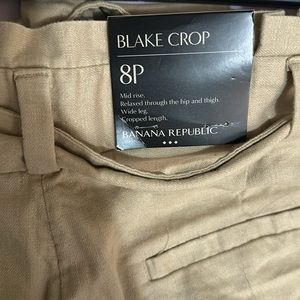 BLAKE CROP
8P
Mid rise.
Relaxed through the hip and thigh.
Wide leg.
Cropped length.
BANANA REPUBLIC